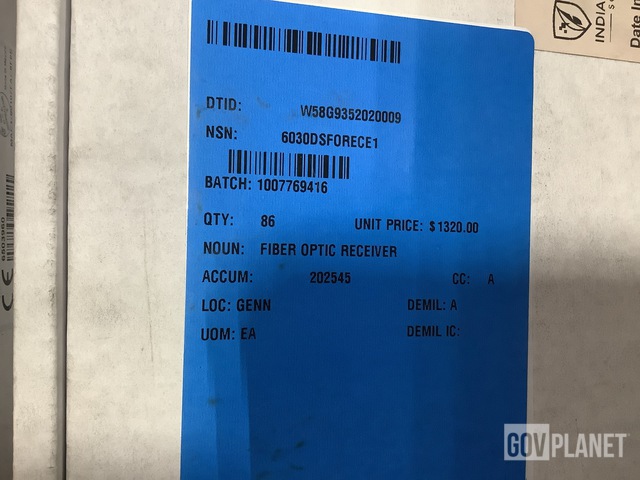 DTID: W58G9352020009
NSN: 6030DSFORECE1
BATCH: 1007769416
QTY: 86 UNIT PRICE: $1320.00
NOUN: FIBER OPTIC RECEIVER
ACCUM: 202545 CC: A
LOC: GENN DEMIL: A
UOM: EA DEMIL IC:
INDIA
Date In
CE
GOVPLANET